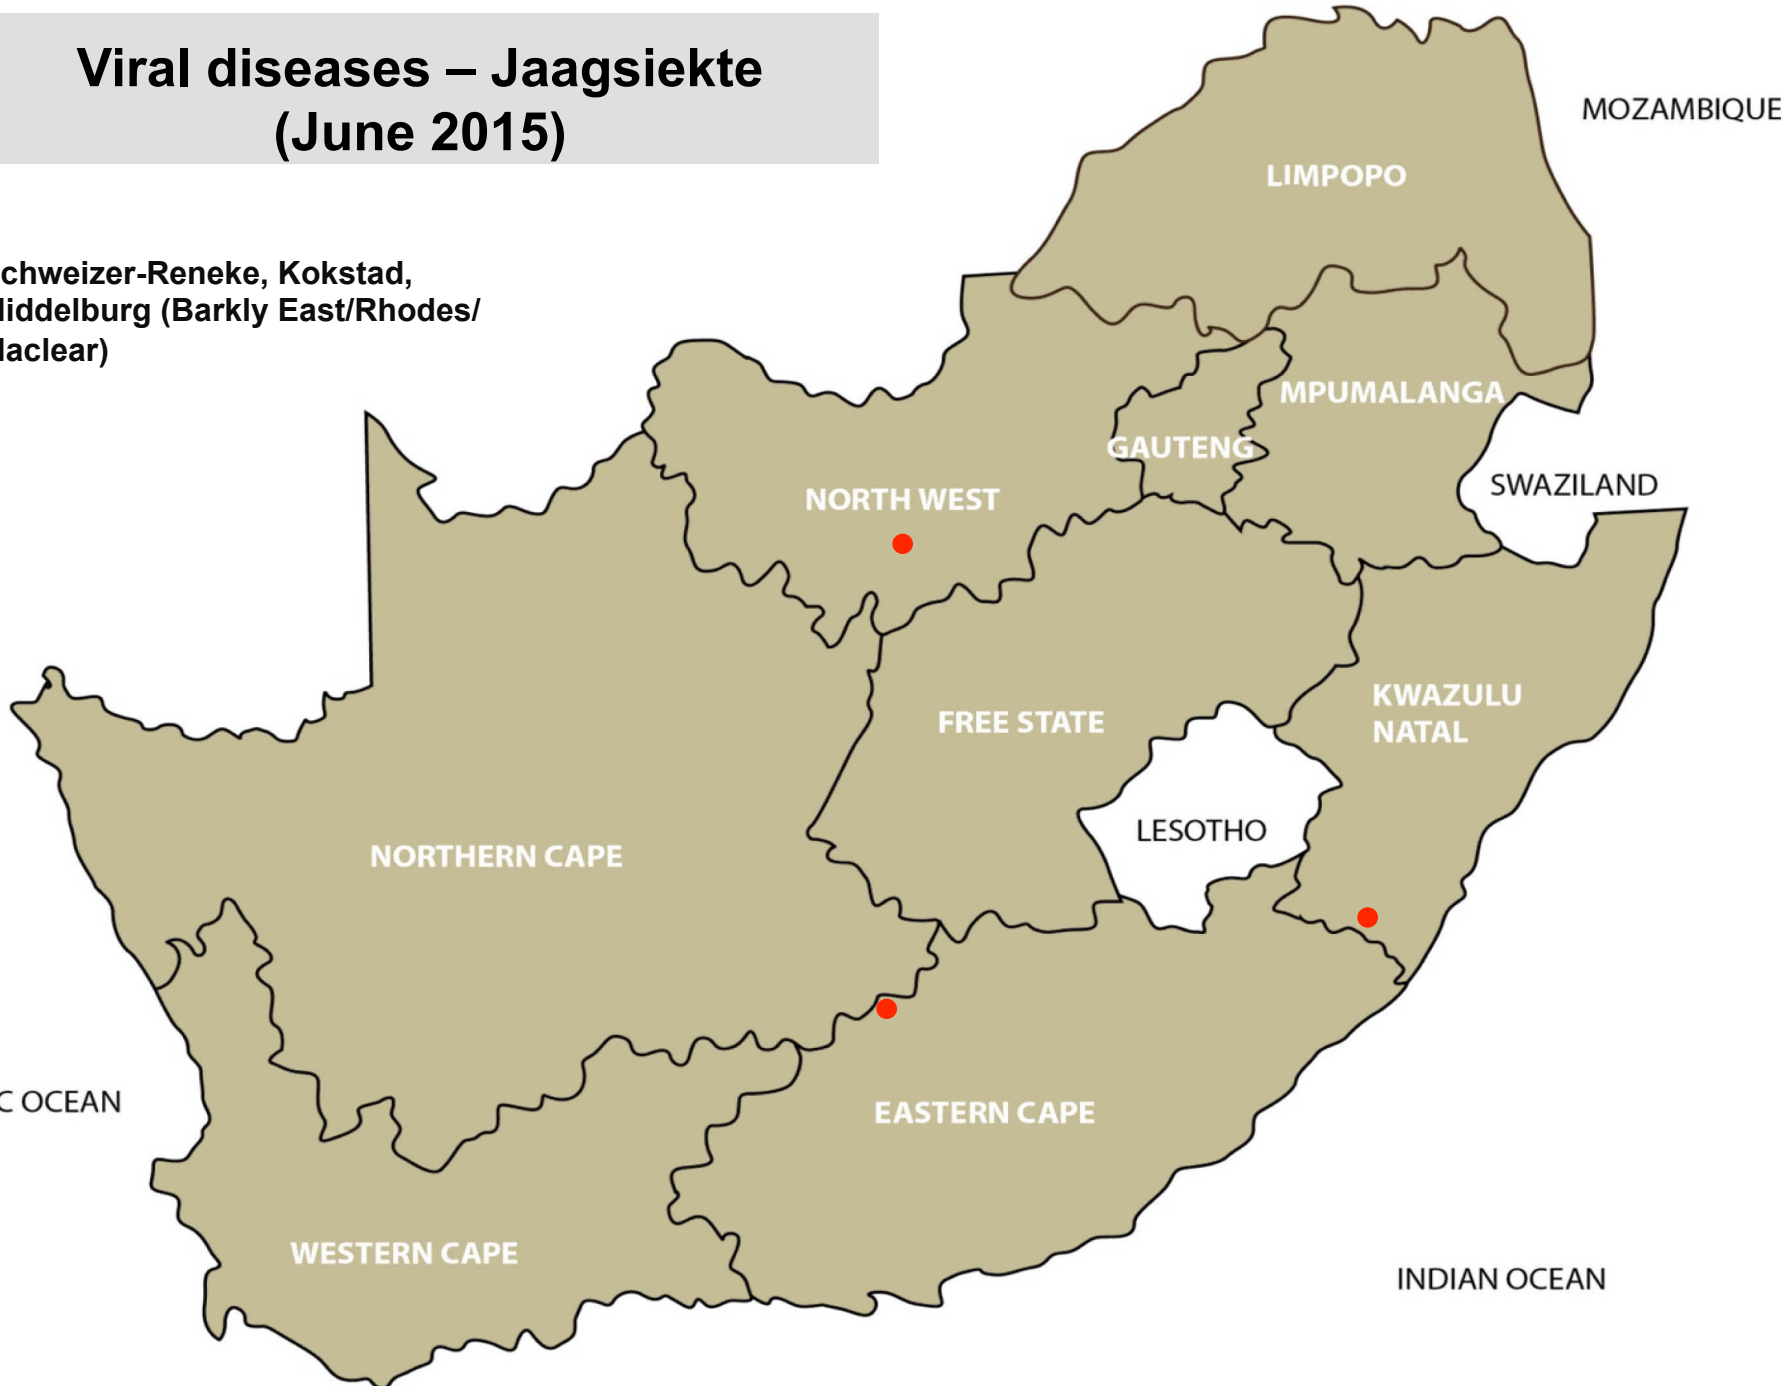 Viral diseases – Jaagsiekte
(June 2015)
MOZAMBIQUE
LIMPOPO
chweizer-Reneke, Kokstad,
iddelburg (Barkly East/Rhodes/
laclear)
MPUMALANGA
GAUTENG
SWAZILAND
NORTH WEST
KWAZULU
NATAL
FREE STATE
LESOTHO
NORTHERN CAPE
C OCEAN
EASTERN CAPE
WESTERN CAPE
INDIAN OCEAN